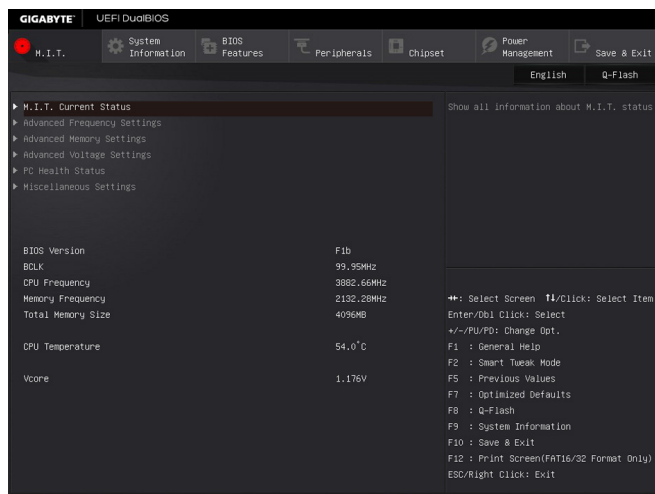 GIGABYTE™ UEFI DualBIOS
M.I.T.
System Information
BIOS Features
Peripherals
Chipset
Power Management
Save & Exit
English
Q-Flash
M.I.T. Current Status
Advanced Frequency Settings
Advanced Memory Settings
Advanced Voltage Settings
PC Health Status
Miscellaneous Settings
Show all information about M.I.T. status
BIOS Version F1b
BCLK 99.95MHz
CPU Frequency 3882.66MHz
Memory Frequency 2132.28MHz
Total Memory Size 4096MB
CPU Temperature 54.0°C
Vcore 1.176V
→←: Select Screen ↑↓/Click: Select Item
Enter/Dbl Click: Select
+/-/PU/PD: Change Opt.
F1 : General Help
F2 : Smart Tweak Mode
F5 : Previous Values
F7 : Optimized Defaults
F8 : Q-Flash
F9 : System Information
F10 : Save & Exit
F12 : Print Screen(FAT16/32 Format Only)
ESC/Right Click: Exit